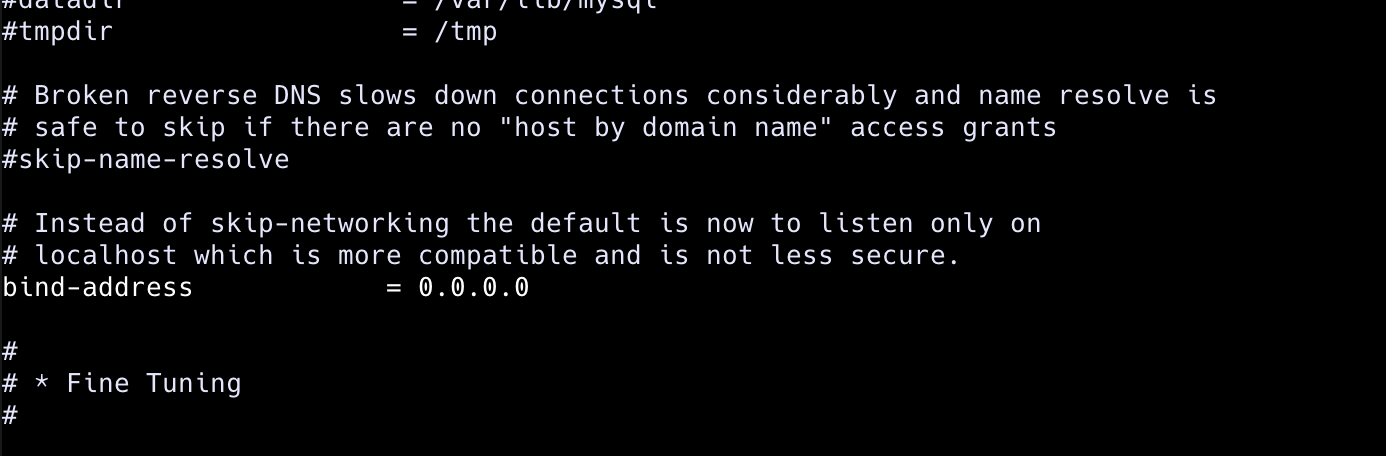 #datadir                 = /var/lib/mysql
#tmpdir                  = /tmp
# Broken reverse DNS slows down connections considerably and name resolve is
# safe to skip if there are no "host by domain name" access grants
#skip-name-resolve
# Instead of skip-networking the default is now to listen only on
# localhost which is more compatible and is not less secure.
bind-address            = 0.0.0.0
#
# * Fine Tuning
#